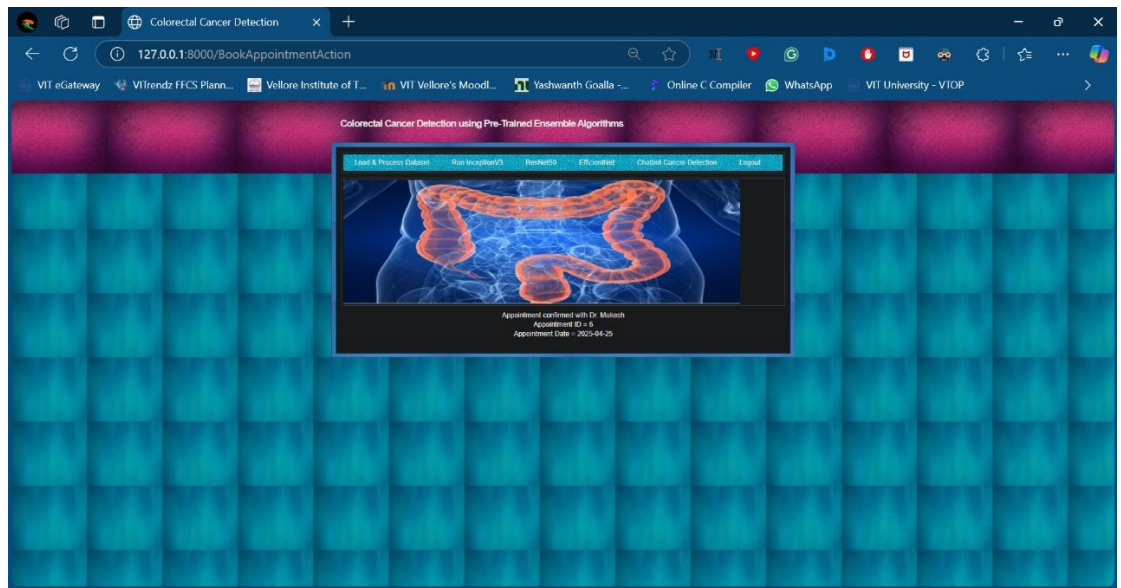 Colorectal Cancer Detection
127.0.0.1:8000/BookAppointmentAction
VIT eGateway VITrendz FFCS Plann... Vellore Institute of T... VIT Vellore's Moodl... Yashwanth Goalla -... Online C Compiler WhatsApp VIT University - VTOP
Colorectal Cancer Detection using Pre-Trained Ensemble Algorithms
Load & Process Dataset Run InceptionV3 ResNet50 EfficientNet Chatbot Cancer Detection Logout
Appointment confirmed with Dr. Mukesh
Appointment ID = 6
Appointment Date = 2025-04-25